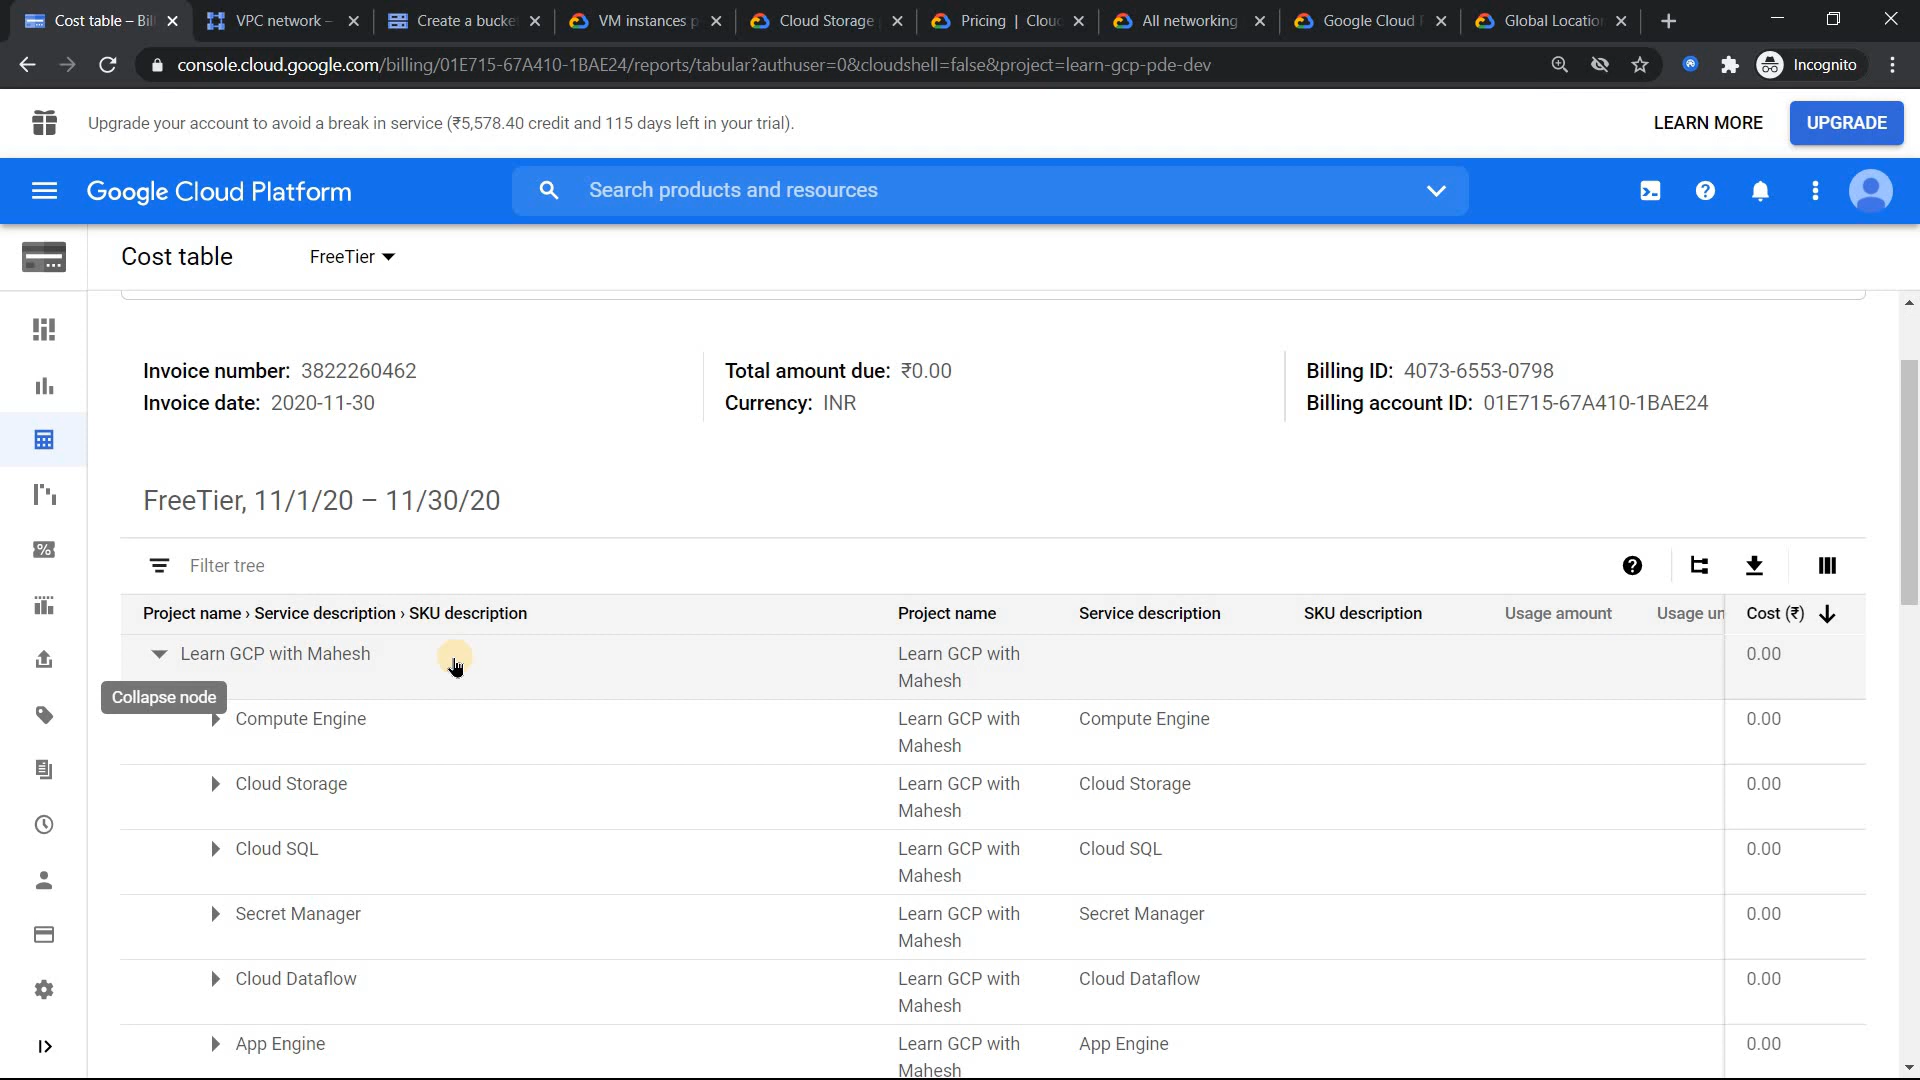 Cost table – Bil
VPC network –
Create a bucke
VM instances p
Cloud Storage
Pricing | Clou
All networking
Google Cloud
Global Locatio
console.cloud.google.com/billing/01E715-67A410-1BAE24/reports/tabular?authuser=0&cloudshell=false&project=learn-gcp-pde-dev
Incognito
Upgrade your account to avoid a break in service (₹5,578.40 credit and 115 days left in your trial).
LEARN MORE
UPGRADE
Google Cloud Platform
Search products and resources
Cost table
FreeTier
Invoice number: 3822260462
Invoice date: 2020-11-30
Total amount due: ₹0.00
Currency: INR
Billing ID: 4073-6553-0798
Billing account ID: 01E715-67A410-1BAE24
FreeTier, 11/1/20 – 11/30/20
Filter tree
Project name › Service description › SKU description
Project name
Service description
SKU description
Usage amount
Usage un
Cost (₹)
Learn GCP with Mahesh
Learn GCP with
Mahesh
0.00
Collapse node
Compute Engine
Learn GCP with
Mahesh
Compute Engine
0.00
Cloud Storage
Learn GCP with
Mahesh
Cloud Storage
0.00
Cloud SQL
Learn GCP with
Mahesh
Cloud SQL
0.00
Secret Manager
Learn GCP with
Mahesh
Secret Manager
0.00
Cloud Dataflow
Learn GCP with
Mahesh
Cloud Dataflow
0.00
App Engine
Learn GCP with
Mahesh
App Engine
0.00